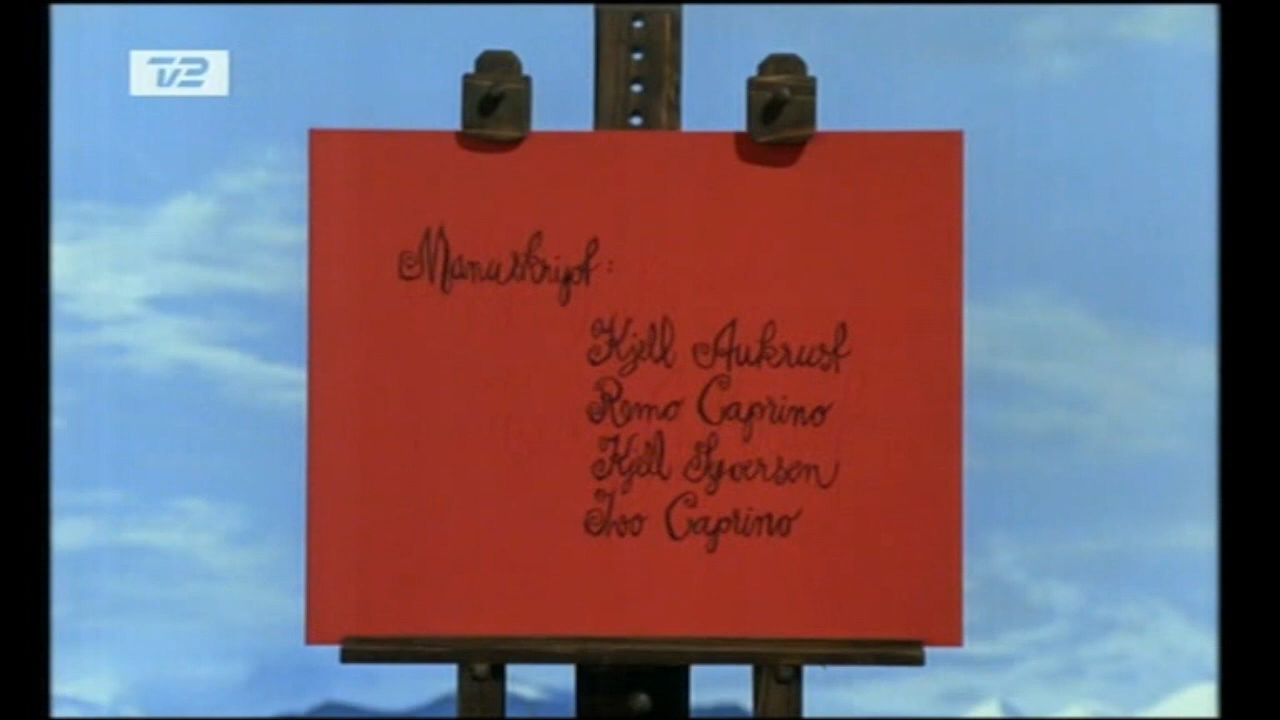 TV2
Manuskript:
Kjell Aukrust
Remo Caprino
Kjell Syversen
Ivo Caprino